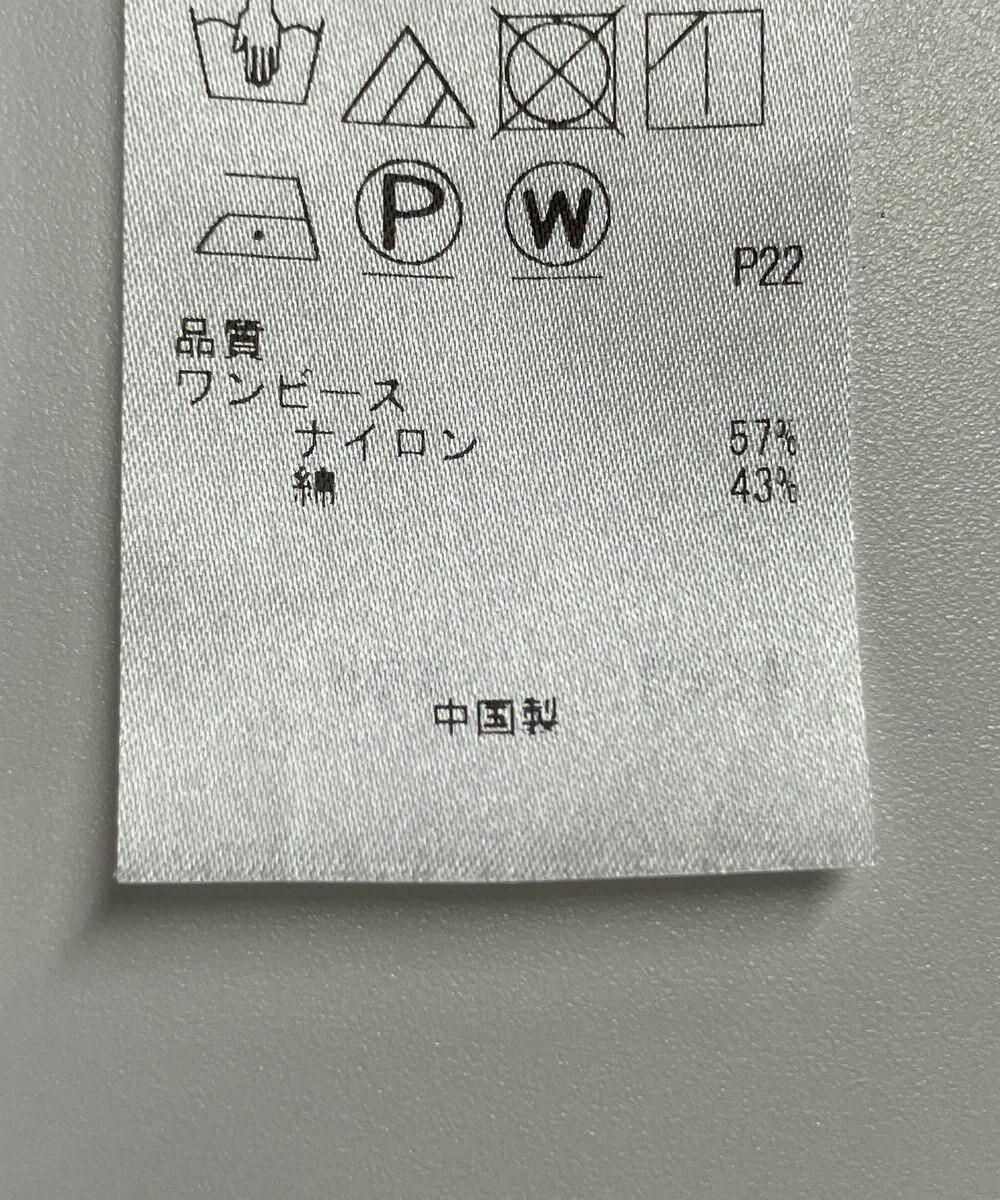 P W
P22
品質
ワンピース
ナイロン 57%
綿 43%
中国製